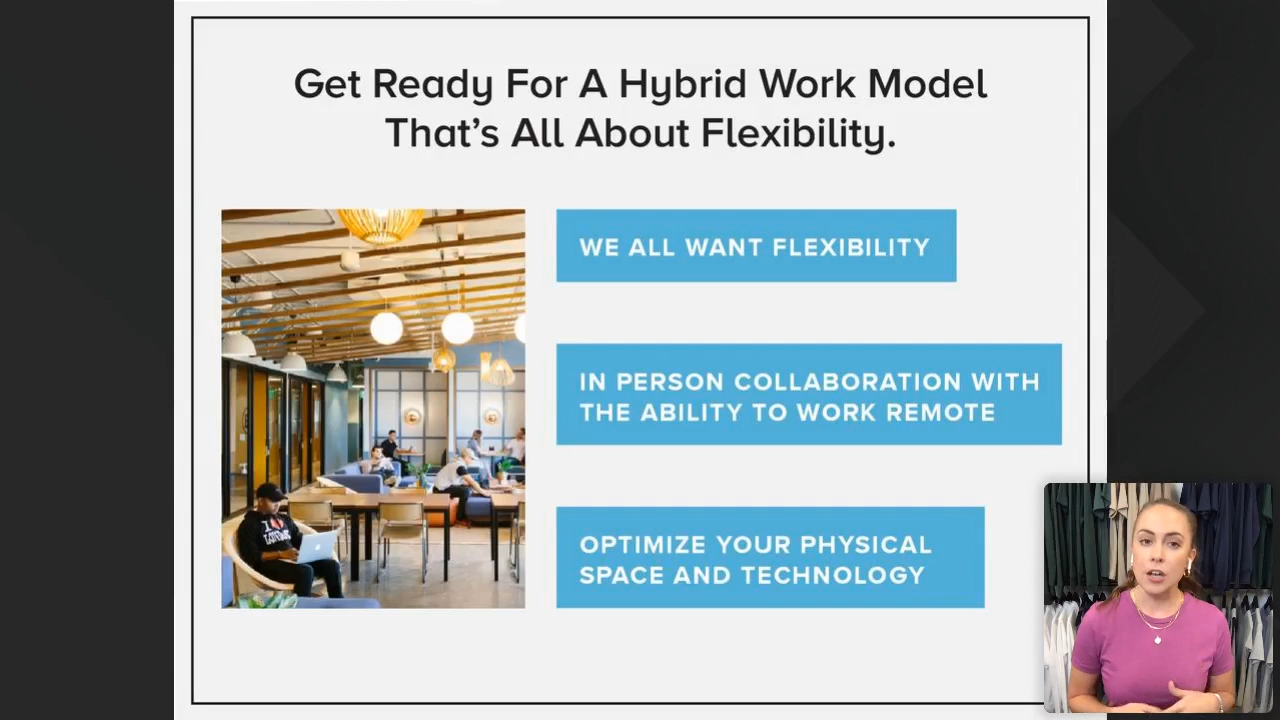 Get Ready For A Hybrid Work Model
That's All About Flexibility.
WE ALL WANT FLEXIBILITY
IN PERSON COLLABORATION WITH
THE ABILITY TO WORK REMOTE
OPTIMIZE YOUR PHYSICAL
SPACE AND TECHNOLOGY